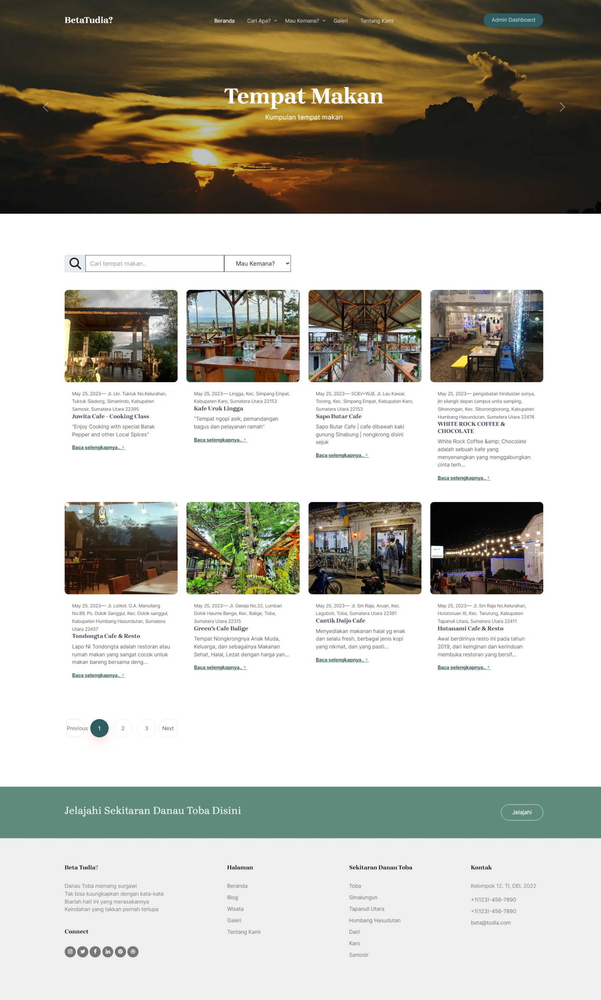 BetaTudia?
Beranda
Cari Apa?
Mau Kemana?
Galeri
Tentang Kami
Admin Dashboard
Tempat Makan
Kumpulan tempat makan
Cari tempat makan..
Mau Kemana?
May 25, 2023— Jl. Lkr. Tuktuk No.Kelurahan,
Tuktuk Siadong, Simanindo, Kabupaten
Samosir, Sumatera Utara 22395
Juwita Cafe - Cooking Class
"Enjoy Cooking with special Batak
Pepper and other Local Spices"
Baca selengkapnya..
May 25, 2023— Lingga, Kec. Simpang Empat,
Kabupaten Karo, Sumatera Utara 22153
Kafe Uruk Lingga
"Tempat ngopi asik, pemandangan
bagus dan pelayanan ramah"
Baca selengkapnya..
May 25, 2023— 5C8V+WJ8, Jl. Lau Kawar,
Torong, Kec. Simpang Empat, Kabupaten Karo,
Sumatera Utara 22153
Sapo Butar Cafe
Sapo Butar Cafe | cafe dibawah kaki
gunung Sinabung | nongkrong disini
sejuk
Baca selengkapnya..
May 25, 2023— pengobatan hindustan sonya,
jln silangit depan campus unita samping,
Sihonongan, Kec. Siborongborong, Kabupaten
Humbang Hasundutan, Sumatera Utara 22476
WHITE ROCK COFFEE &
CHOCOLATE
White Rock Coffee &amp; Chocolate
adalah sebuah kafe yang
menyenangkan yang menggabungkan
cinta terh...
Baca selengkapnya..
May 25, 2023— Jl. Letkol. G.A. Manullang
No.89, Ps. Dolok Sanggul, Kec. Dolok sanggul,
Kabupaten Humbang Hasundutan, Sumatera
Utara 22457
Tondongta Cafe & Resto
Lapo Ni Tondongta adalah restoran atau
rumah makan yang sangat cocok untuk
makan bareng bersama deng...
Baca selengkapnya..
May 25, 2023— Jl. Gereja No.32, Lumban
Dolok Haume Bange, Kec. Balige, Toba,
Sumatera Utara 22315
Green's Cafe Balige
Tempat Nongkrongnya Anak Muda,
Keluarga, dan sebagainya Makanan
Sehat, Halal, Lezat dengan harga yan...
Baca selengkapnya..
May 25, 2023— Jl. Sm Raja, Aruan, Kec.
Laguboti, Toba, Sumatera Utara 22381
Cantik Daijo Cafe
Menyediakan makanan halal yg enak
dan selalu fresh, berbagai jenis kopi
yang nikmat, dan yang pasti...
Baca selengkapnya..
May 25, 2023— Jl. Sm Raja No.Kelurahan,
Hutatoruan XI, Kec. Tarutung, Kabupaten
Tapanuli Utara, Sumatera Utara 22411
Hutanami Cafe & Resto
Awal berdirinya resto ini pada tahun
2019, dari keinginan dan kerinduan
membuka restoran yang bersif...
Baca selengkapnya..
Previous
1
2
3
Next
Jelajahi Sekitaran Danau Toba Disini
Jelajahi
Beta Tudia?
Danau Toba memang surgawi
Tak bisa kuungkapkan dengan kata-kata
Biarlah hati ini yang merasakannya
Keindahan yang takkan pernah terlupa
Connect
Halaman
Beranda
Blog
Wisata
Galeri
Tentang Kami
Sekitaran Danau Toba
Toba
Simalungun
Tapanuli Utara
Humbang Hasudutan
Dairi
Karo
Samosir
Kontak
Kelompok 12. TI, DEL 2022
+1(123)-456-7890
+1(123)-456-7890
beta@tudia.com